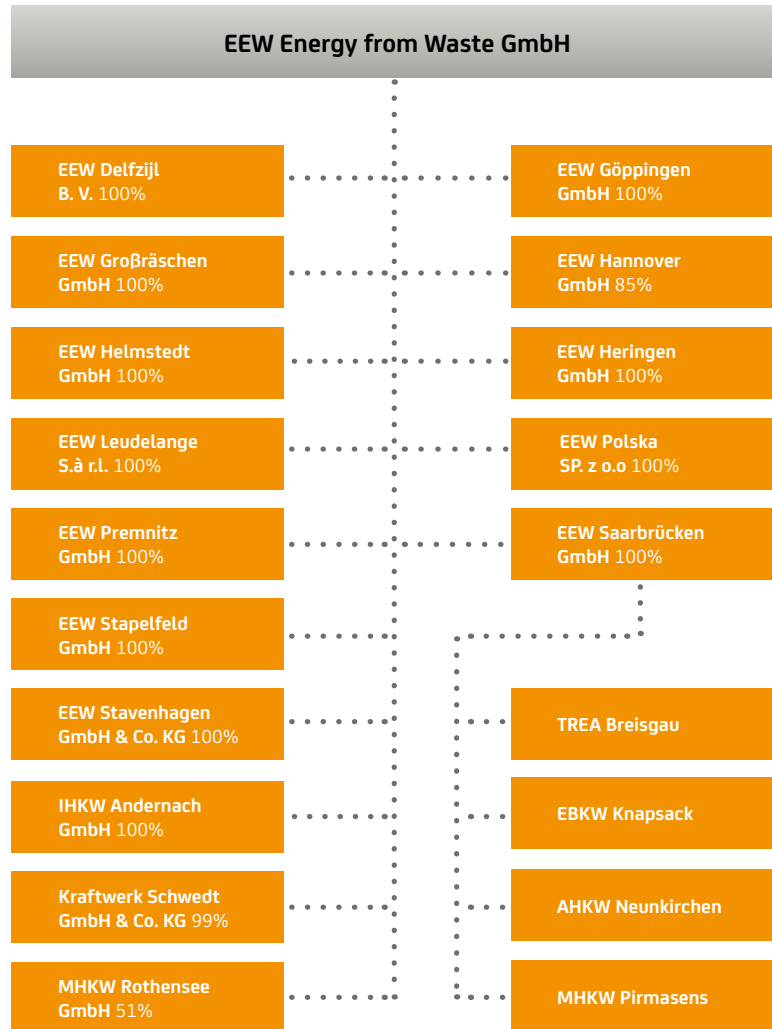 EEW Energy from Waste GmbH
EEW Delfzijl
B. V. 100%
EEW Göppingen
GmbH 100%
EEW Großräschen
GmbH 100%
EEW Hannover
GmbH 85%
EEW Helmstedt
GmbH 100%
EEW Heringen
GmbH 100%
EEW Leudelange
S.à r.l. 100%
EEW Polska
SP. z o.o 100%
EEW Premnitz
GmbH 100%
EEW Saarbrücken
GmbH 100%
EEW Stapelfeld
GmbH 100%
EEW Stavenhagen
GmbH & Co. KG 100%
TREA Breisgau
IHKW Andernach
GmbH 100%
EBKW Knapsack
Kraftwerk Schwedt
GmbH & Co. KG 99%
AHKW Neunkirchen
MHKW Rothensee
GmbH 51%
MHKW Pirmasens